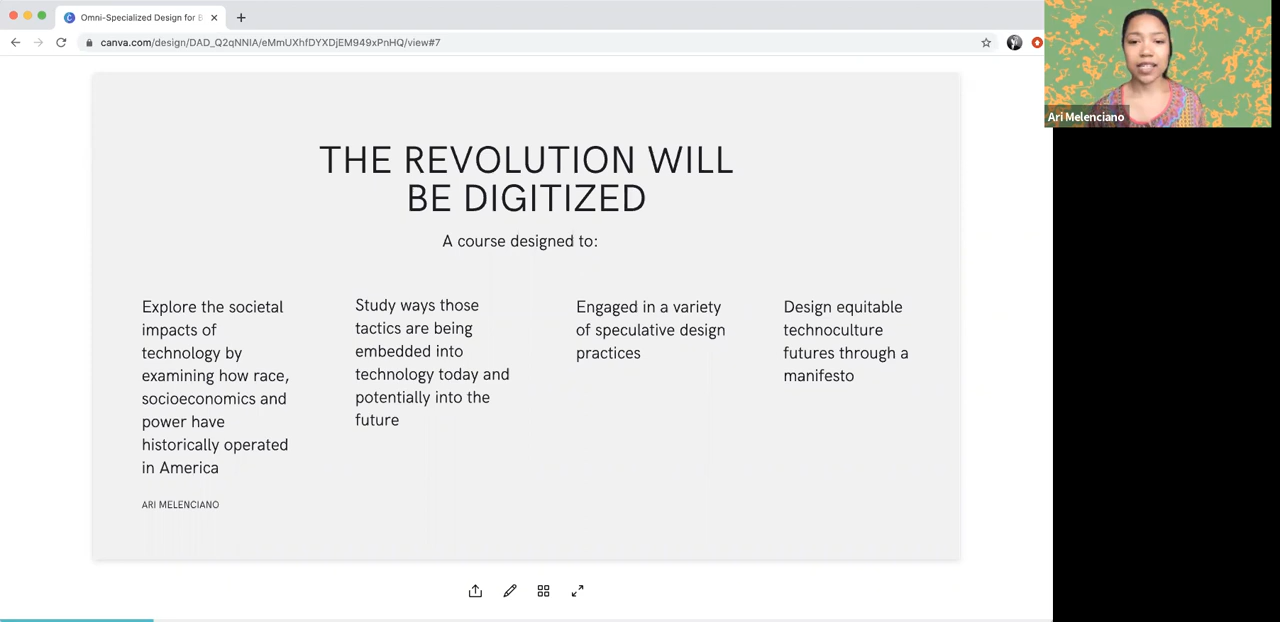 Omni-Specialized Design for B
canva.com/design/DAD_Q2qNNIA/eMmUXhfDYXDjEM949xPnHQ/view#7
Ari Melenciano
THE REVOLUTION WILL
BE DIGITIZED
A course designed to:
Explore the societal
impacts of
technology by
examining how race,
socioeconomics and
power have
historically operated
in America
Study ways those
tactics are being
embedded into
technology today and
potentially into the
future
Engaged in a variety
of speculative design
practices
Design equitable
technoculture
futures through a
manifesto
ARI MELENCIANO